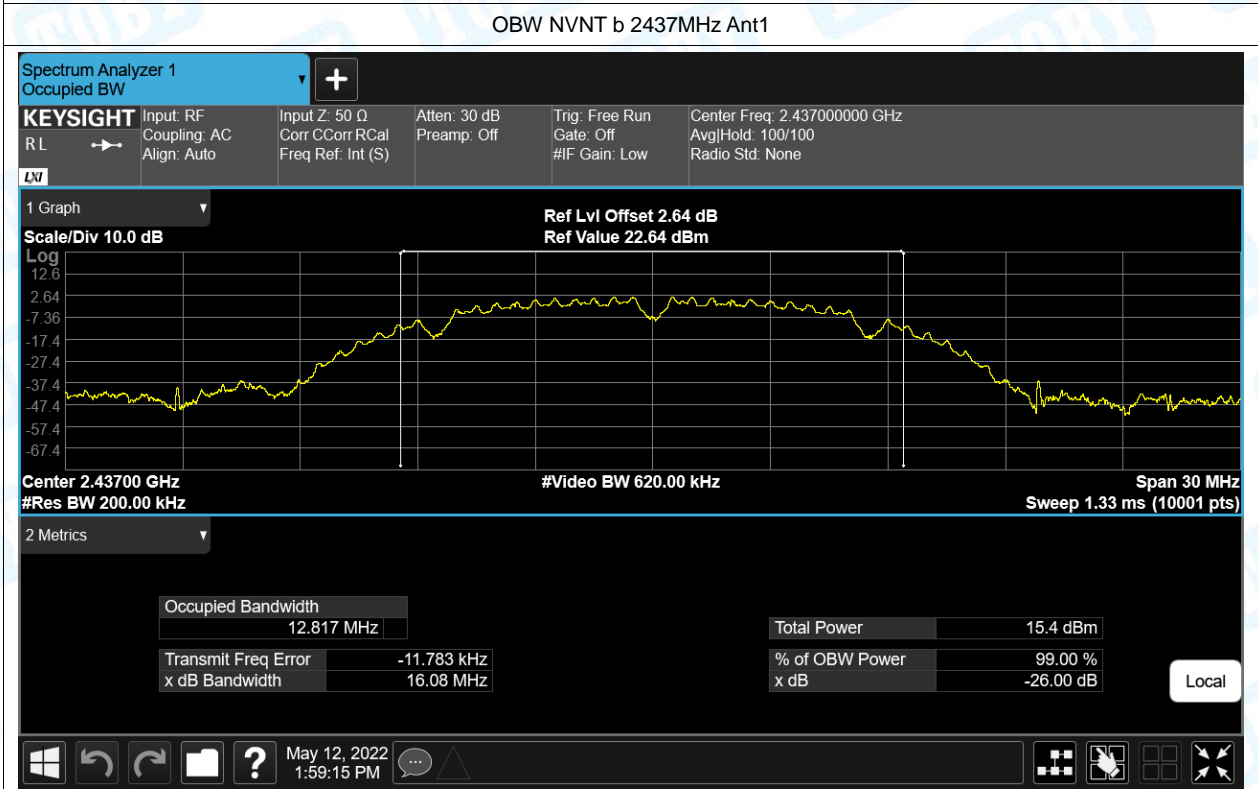 OBW NVNT b 2437MHz Ant1
Spectrum Analyzer 1
Occupied BW
KEYSIGHT
RL
LXI
Input: RF
Coupling: AC
Align: Auto
Input Z: 50 Ω
Corr CCorr RCal
Freq Ref: Int (S)
Atten: 30 dB
Preamp: Off
Trig: Free Run
Gate: Off
#IF Gain: Low
Center Freq: 2.437000000 GHz
Avg|Hold: 100/100
Radio Std: None
1 Graph
Scale/Div 10.0 dB
Ref Lvl Offset 2.64 dB
Ref Value 22.64 dBm
Log
12.6
2.64
-7.36
-17.4
-27.4
-37.4
-47.4
-57.4
-67.4
Center 2.43700 GHz
#Video BW 620.00 kHz
Span 30 MHz
#Res BW 200.00 kHz
Sweep 1.33 ms (10001 pts)
2 Metrics
Occupied Bandwidth
12.817 MHz
Total Power 15.4 dBm
Transmit Freq Error -11.783 kHz
% of OBW Power 99.00 %
x dB Bandwidth 16.08 MHz
x dB -26.00 dB
Local
May 12, 2022
1:59:15 PM
TOBY